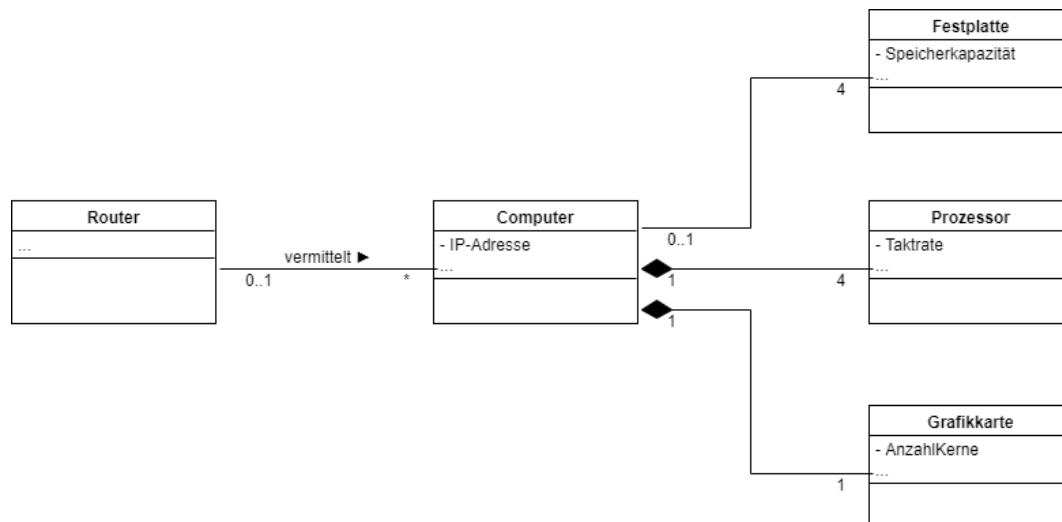 Festplatte
- Speicherkapazität
...
4
Router
...
vermittelt ►
0..1
*
Computer
- IP-Adresse
...
0..1
1
1
Prozessor
- Taktrate
...
4
Grafikkarte
- AnzahlKerne
...
1